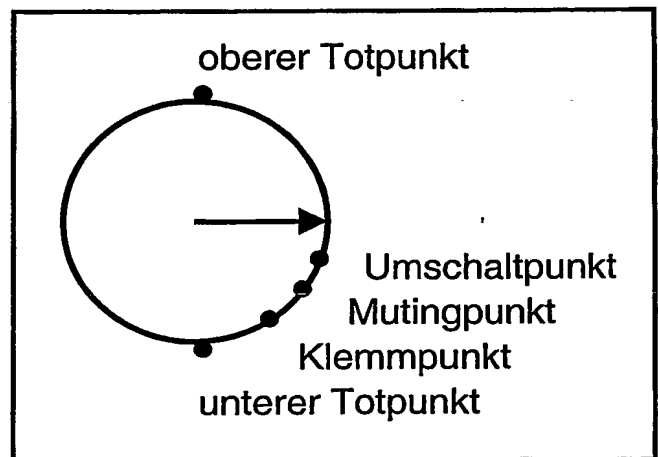 oberer Totpunkt
Umschaltpunkt
Mutingpunkt
Klemmpunkt
unterer Totpunkt